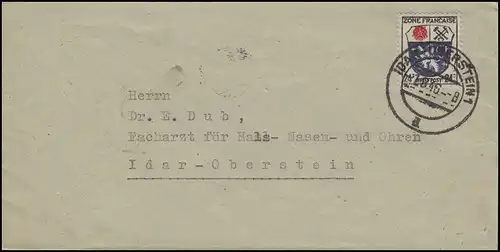 ZONE FRANÇAISE
IDAR-OBERSTEIN 1
d
Herrn
Dr. E. Dub,
Facharzt für Hals- Nasen- und Ohren
Idar-Oberstein